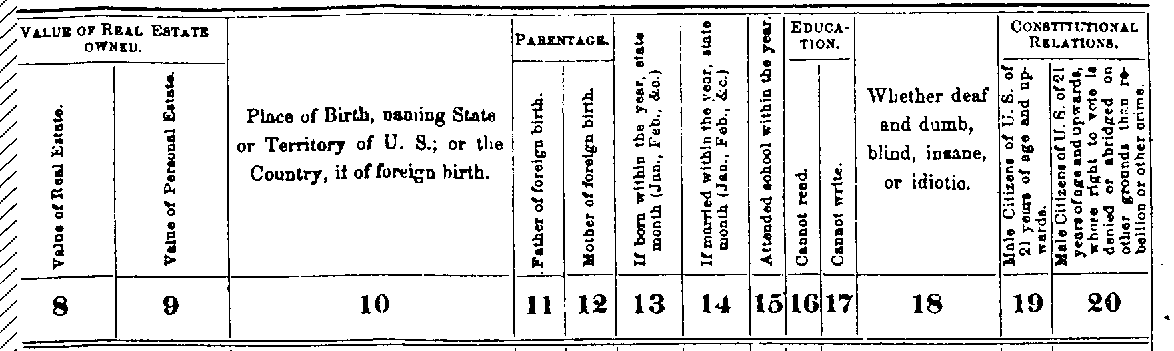 VALUE OF REAL ESTATE
OWNED.
Value of Real Estate.
Value of Personal Estate.
Place of Birth, naming State
or Territory of U. S.; or the
Country, if of foreign birth.
PARENTAGE.
Father of foreign birth.
Mother of foreign birth.
If born within the year, state
month (Jan., Feb., &c.)
If married within the year, state
month (Jan., Feb., &c.)
Attended school within the year.
EDUCA-
TION.
Cannot read.
Cannot write.
Whether deaf
and dumb,
blind, insane,
or idiotic.
CONSTITUTIONAL
RELATIONS.
Male Citizens of U. S. of
21 years of age and up-
wards.
Male Citizens of U. S. of 21
years of age and upwards,
whose right to vote is
denied or abridged on
other grounds than re-
bellion or other crime.
8 9 10 11 12 13 14 15 16 17 18 19 20